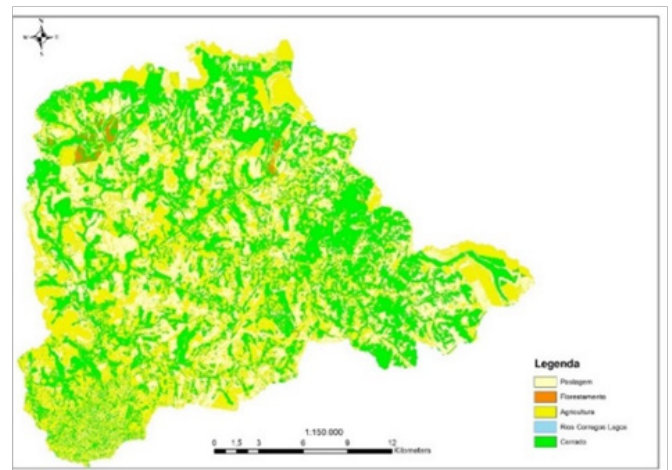 N
W E
S
Legenda
Pastagem
Florestamento
Agricultura
Rios Corregos Lagos
Cerrado
1:150.000
0 1,5 3 6 9 12
Kilometers